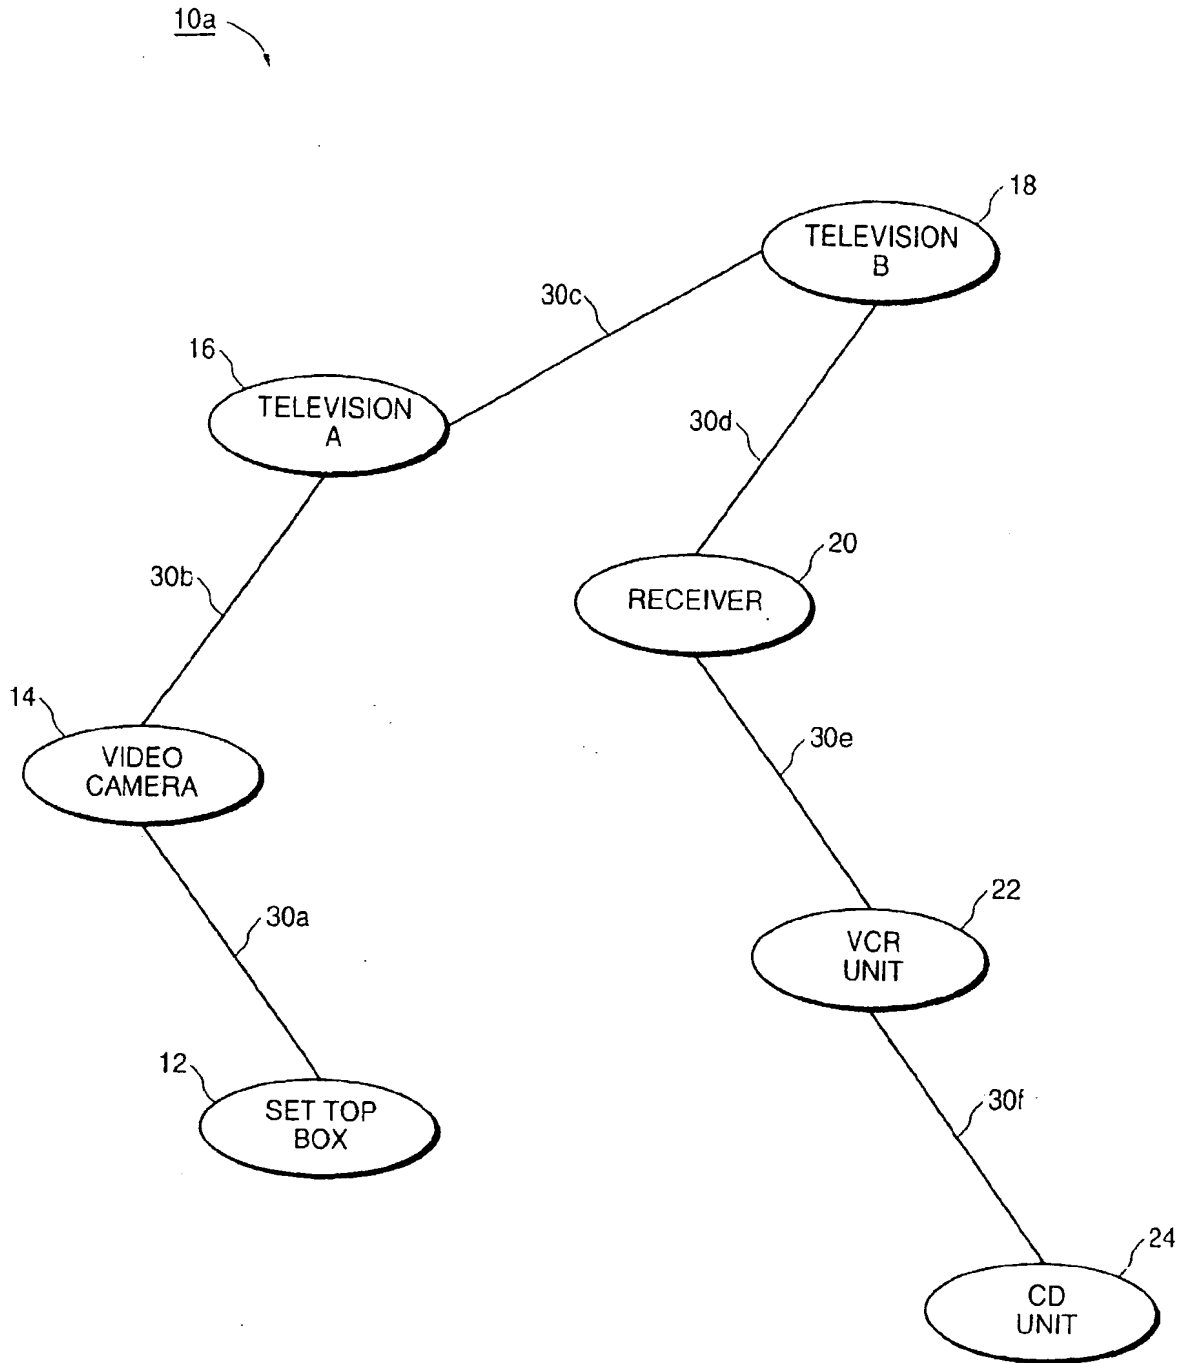 10a
18
TELEVISION
B
30c
16
TELEVISION
A
30d
20
RECEIVER
30b
14
VIDEO
CAMERA
30e
22
VCR
UNIT
30a
12
SET TOP
BOX
30f
24
CD
UNIT